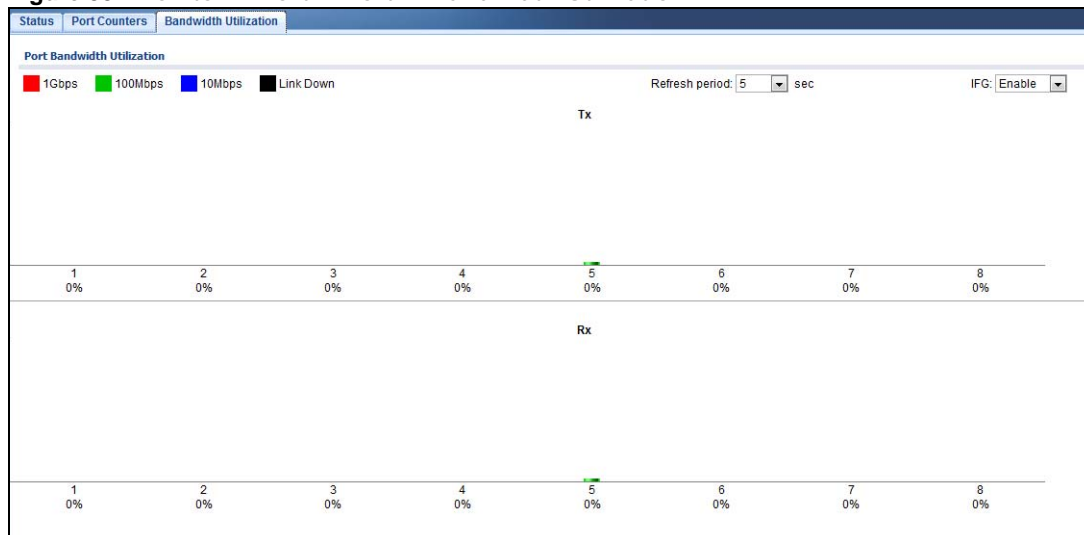 Status Port Counters Bandwidth Utilization
Port Bandwidth Utilization
1Gbps 100Mbps 10Mbps Link Down Refresh period: 5 sec IFG: Enable
Tx
1 2 3 4 5 6 7 8
0% 0% 0% 0% 0% 0% 0% 0%
Rx
1 2 3 4 5 6 7 8
0% 0% 0% 0% 0% 0% 0% 0%